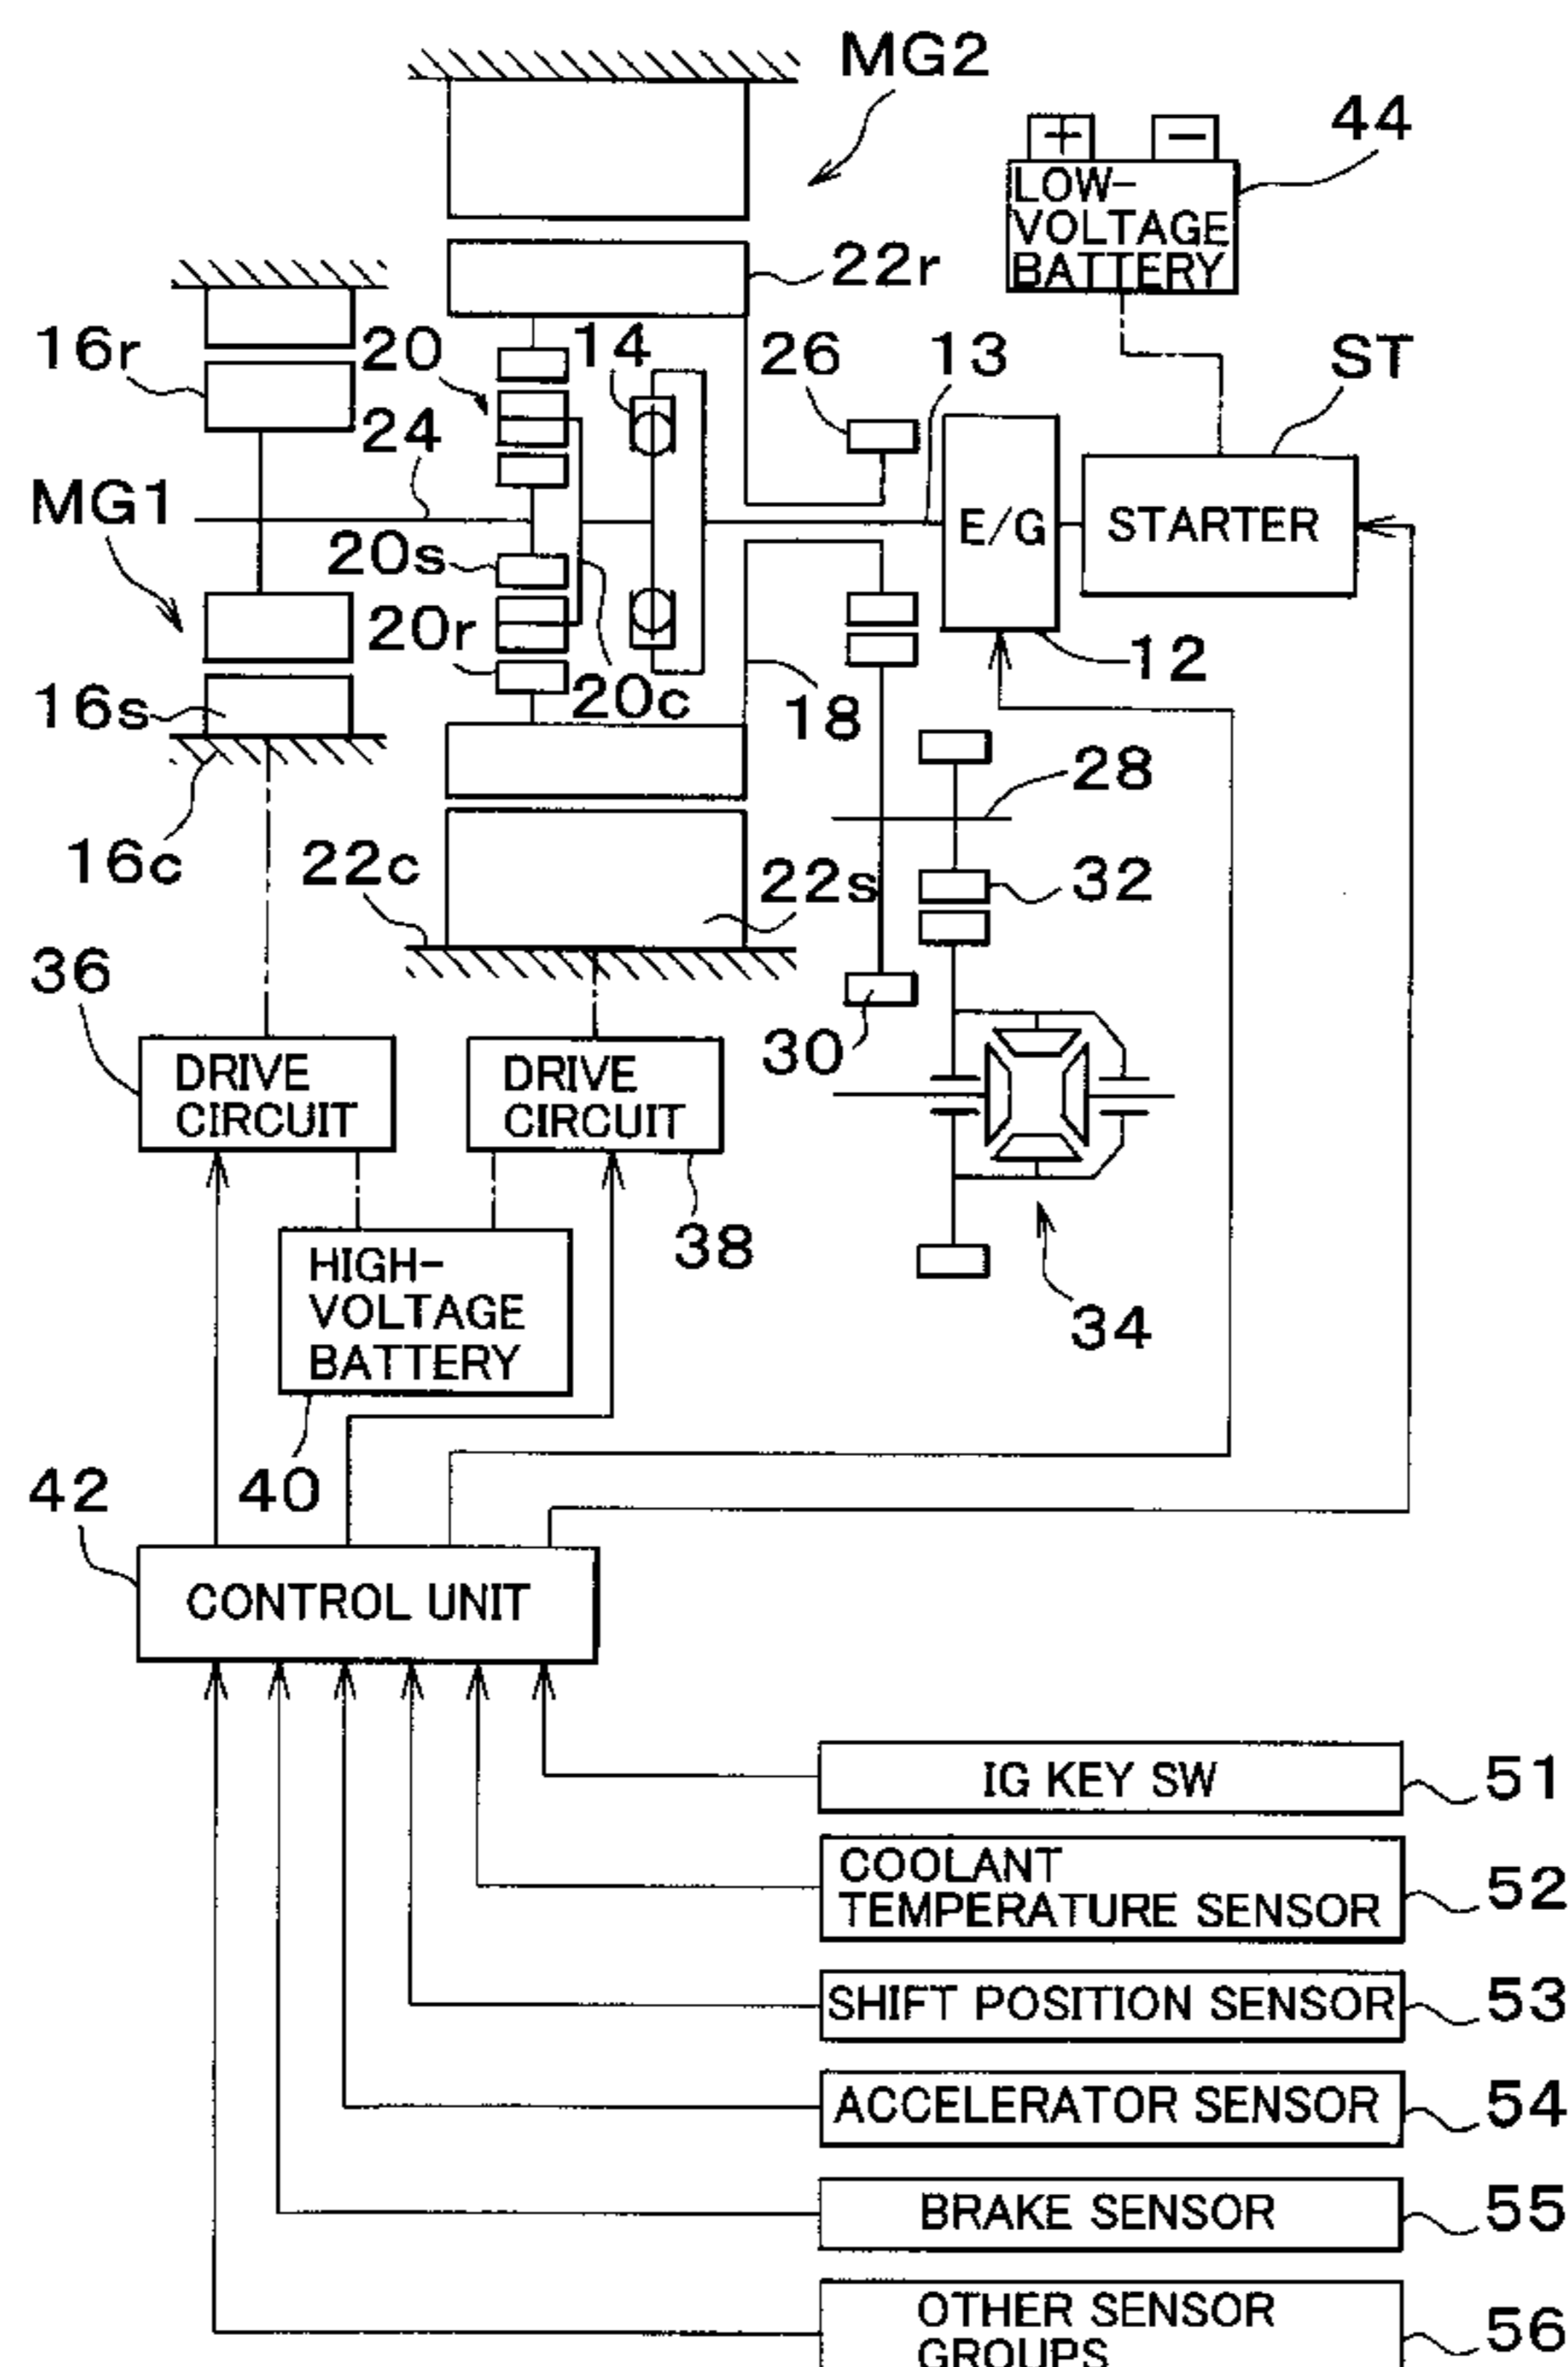 MG2
44
+
−
LOW-
VOLTAGE
BATTERY
22r
16r
20
14
26
13
ST
24
MG1
E/G
STARTER
20s
20r
12
20c
16s
18
28
16c
22c
22s
32
36
30
DRIVE
CIRCUIT
DRIVE
CIRCUIT
38
HIGH-
VOLTAGE
BATTERY
34
42
40
CONTROL UNIT
IG KEY SW
51
COOLANT
TEMPERATURE SENSOR
52
SHIFT POSITION SENSOR
53
ACCELERATOR SENSOR
54
BRAKE SENSOR
55
OTHER SENSOR
GROUPS
56